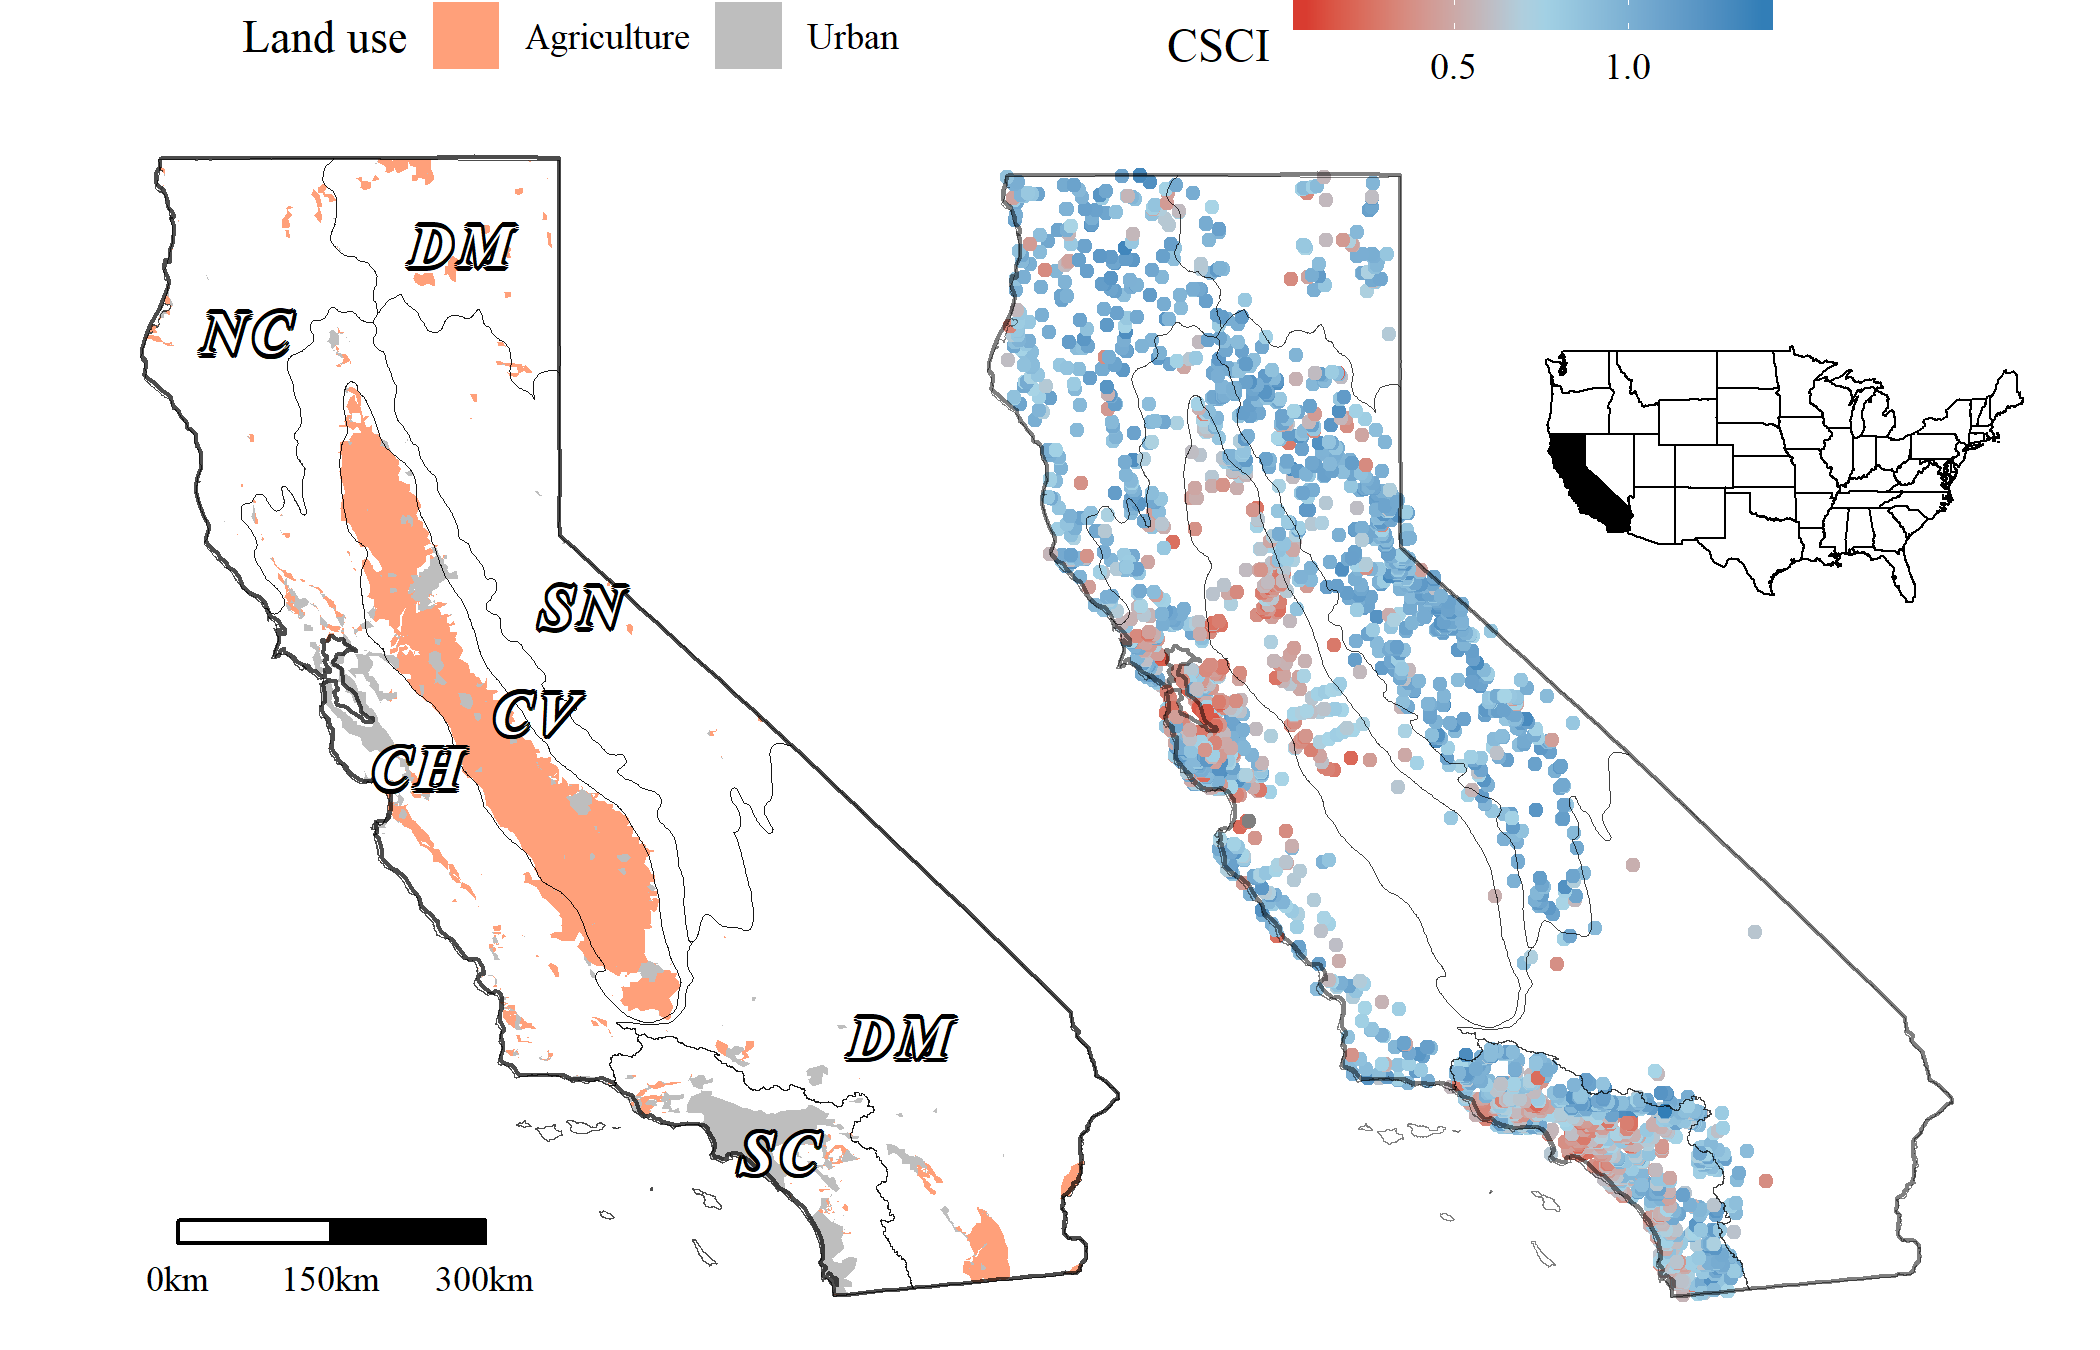 Land use Agriculture Urban
CSCI
0.5 1.0
DM
NC
SN
CV
CH
DM
SC
0km 150km 300km